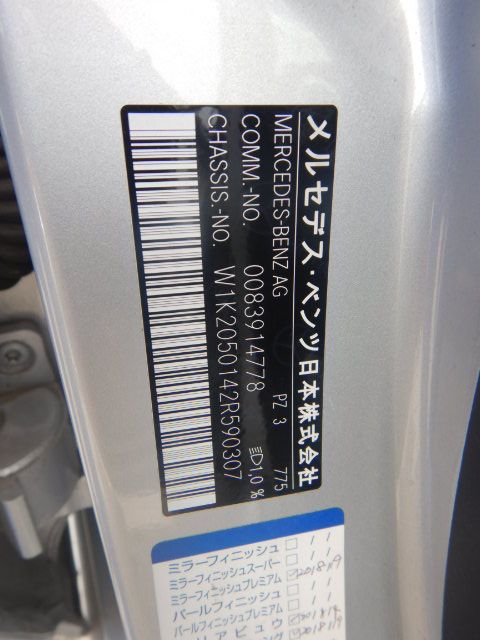 メルセデス・ベンツ日本株式会社
MERCEDES-BENZ AG PZ 3 775
COMM.-NO. 0083914778 1,0 %
CHASSIS.-NO. W1K2050142R590307
ミラーフィニッシュ
ミラーフィニッシュスーパー
ミラーフィニッシュプレミアム
パールフィニッシュ
パールフィニッシュプレミアム